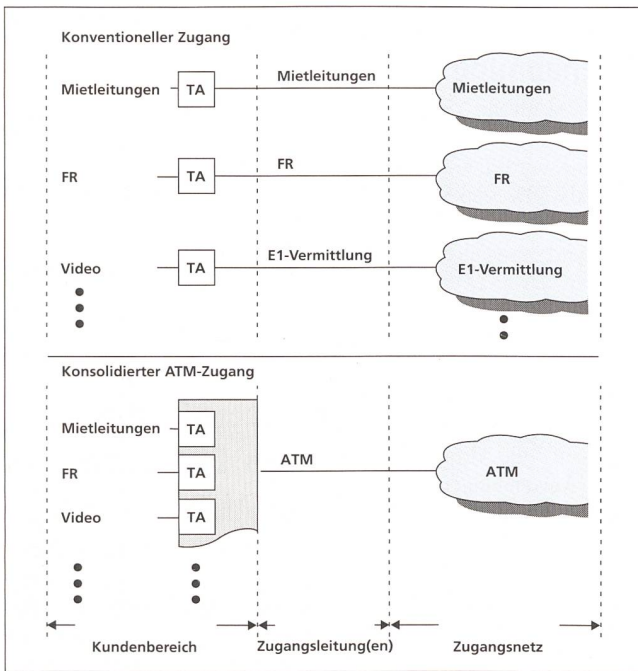 Konventioneller Zugang
Mietleitungen TA Mietleitungen Mietleitungen
FR TA FR FR
Video TA E1-Vermittlung E1-Vermittlung
Konsolidierter ATM-Zugang
Mietleitungen TA
FR TA ATM ATM
Video TA
Kundenbereich Zugangsleitung(en) Zugangsnetz